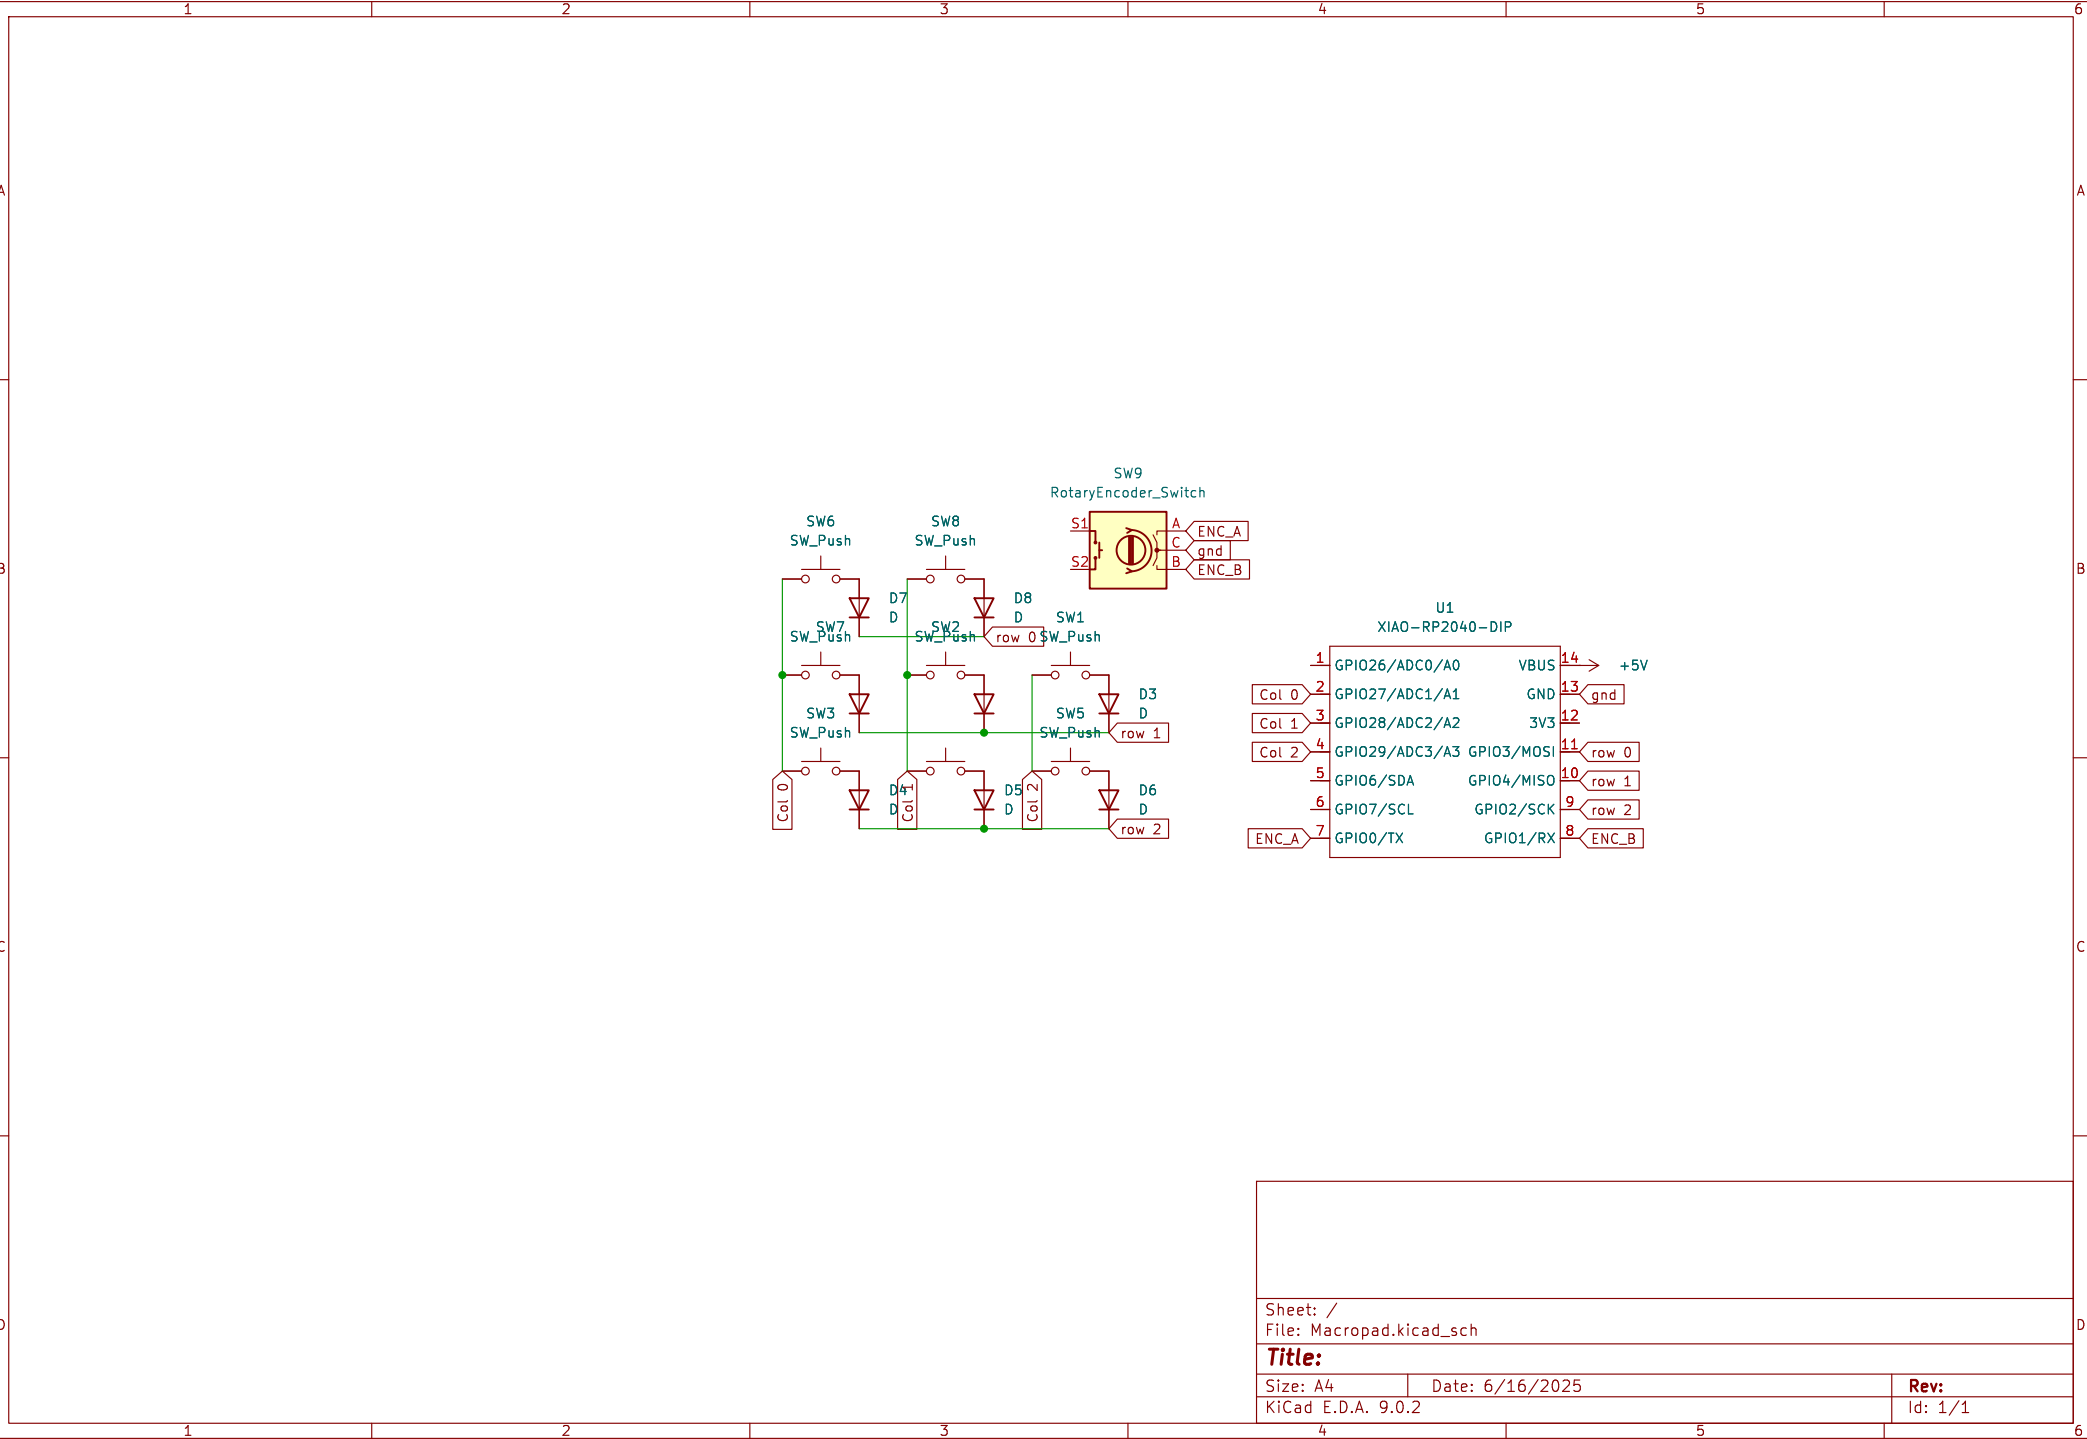 1 2 3 4 5 6
A
A
SW9
RotaryEncoder_Switch
SW6
SW_Push
SW8
SW_Push
S1
S2
A
C
B
ENC_A
gnd
ENC_B
B
B
D7
D
D8
D
row 0
SW7
SW_Push
SW2
SW_Push
SW1
SW_Push
D3
D
row 1
SW3
SW_Push
SW5
SW_Push
D4
D
D5
D
D6
D
row 2
Col 0
Col 1
Col 2
U1
XIAO-RP2040-DIP
1 GPIO26/ADC0/A0
Col 0 2 GPIO27/ADC1/A1
Col 1 3 GPIO28/ADC2/A2
Col 2 4 GPIO29/ADC3/A3
5 GPIO6/SDA
6 GPIO7/SCL
ENC_A 7 GPIO0/TX
VBUS 14 +5V
GND 13 gnd
3V3 12
GPIO3/MOSI 11 row 0
GPIO4/MISO 10 row 1
GPIO2/SCK 9 row 2
GPIO1/RX 8 ENC_B
C
C
D
D
Sheet: /
File: Macropad.kicad_sch
Title:
Size: A4 Date: 6/16/2025 Rev:
KiCad E.D.A. 9.0.2 Id: 1/1
1 2 3 4 5 6